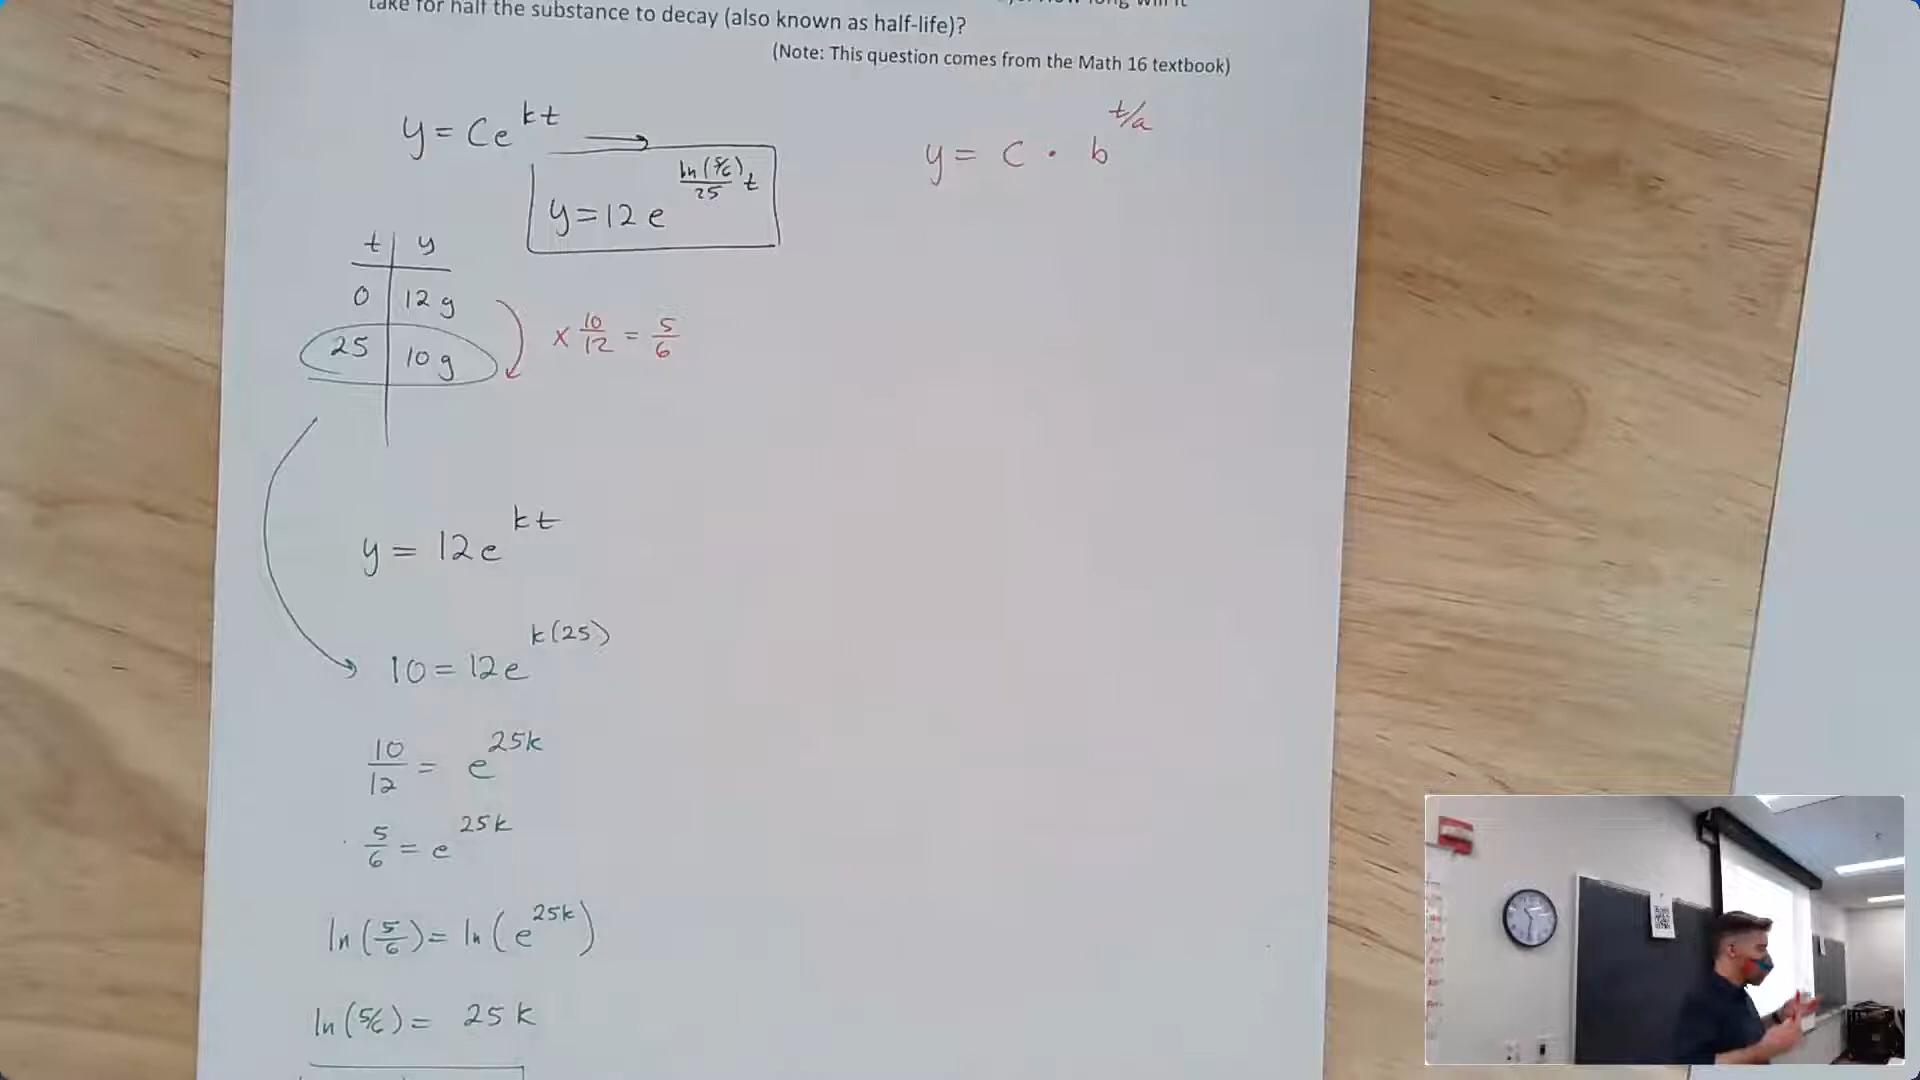 take for half the substance to decay (also known as half-life)?
(Note: This question comes from the Math 16 textbook)
y = Ce^{kt} →
y = 12 e^{\frac{ln(5/6)}{25} t}
y = C · b^{t/a}
t | y
0 | 12 g
25 | 10 g
× 10/12 = 5/6
y = 12e^{kt}
10 = 12e^{k(25)}
10/12 = e^{25k}
5/6 = e^{25k}
ln(5/6) = ln(e^{25k})
ln(5/6) = 25k